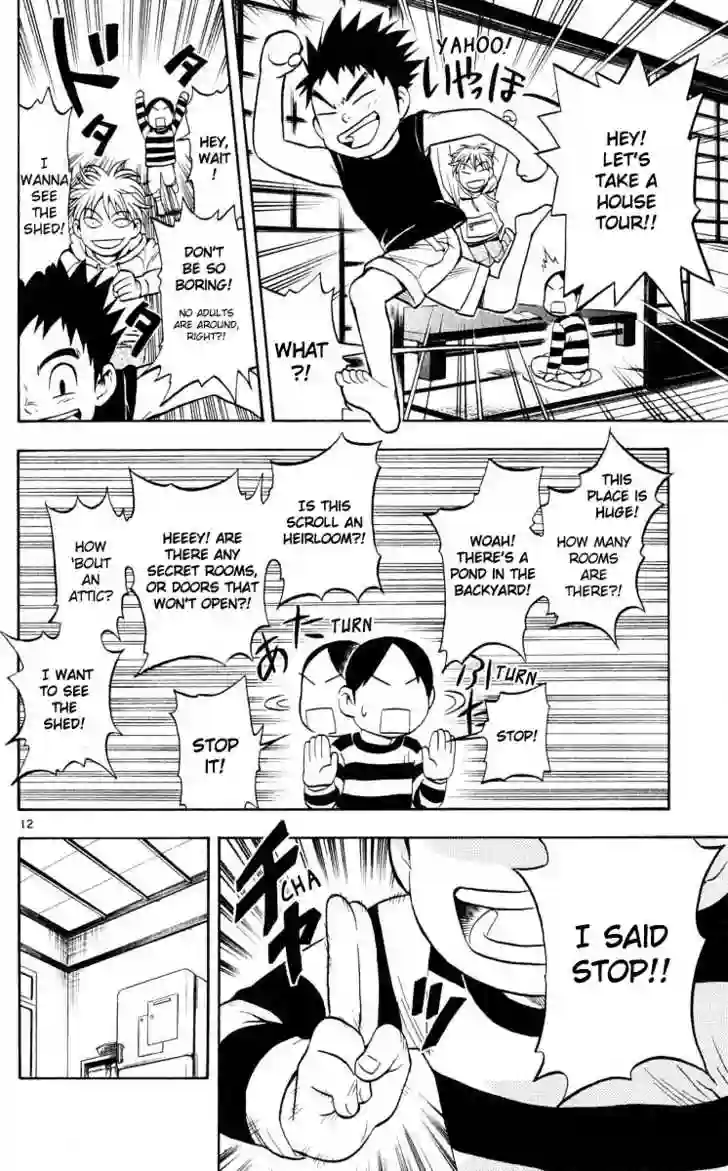 YAHOO!
いやっほー
HEY!
LET'S
TAKE A
HOUSE
TOUR!!
WHAT
?!
ド
タ
ド
タ
タ
HEY,
WAIT
!
I
WANNA
SEE
THE
SHED!
DON'T
BE SO
BORING!
NO ADULTS
ARE AROUND,
RIGHT?!
THIS
PLACE IS
HUGE!
HOW MANY
ROOMS
ARE
THERE?!
WOAH!
THERE'S A
POND IN THE
BACKYARD!
IS THIS
SCROLL AN
HEIRLOOM?!
HEEEY! ARE
THERE ANY
SECRET ROOMS,
OR DOORS THAT
WON'T OPEN?!
HOW
'BOUT
AN
ATTIC?
I WANT
TO SEE
THE
SHED!
TURN
STOP!
TURN
あた
STOP
IT!
12
I SAID
STOP!!
CHA
チャ